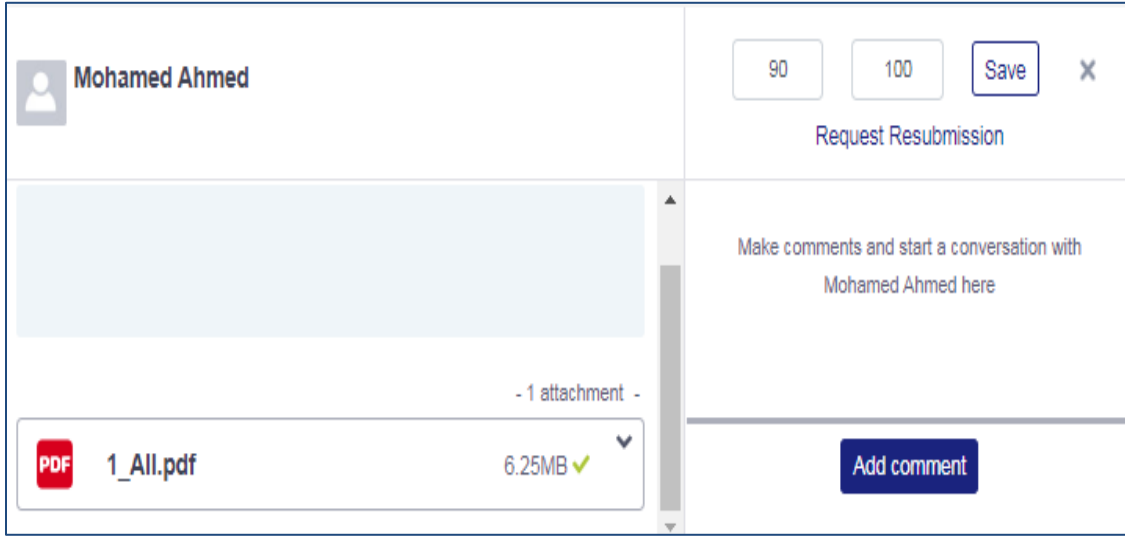 Mohamed Ahmed
90
100
Save
Request Resubmission
Make comments and start a conversation with
Mohamed Ahmed here
- 1 attachment -
PDF
1_All.pdf
6.25MB
Add comment